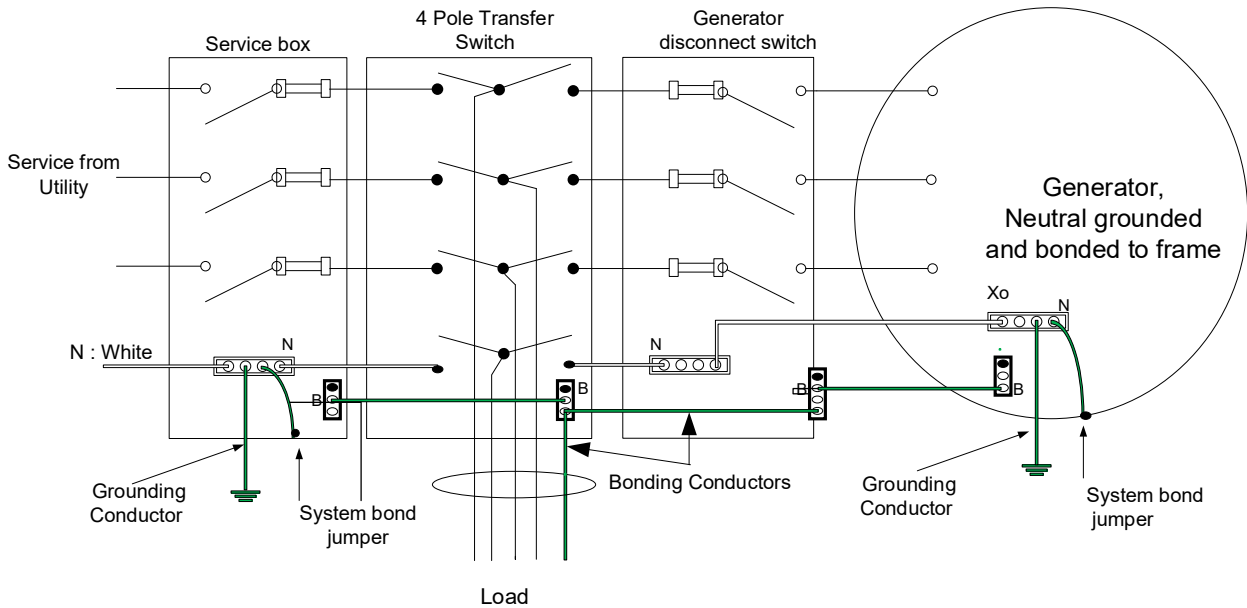 4 Pole Transfer
Switch
Generator
disconnect switch
Service box
Service from
Utility
Generator,
Neutral grounded
and bonded to frame
Xo
N
N : White
N
N
B
B
B
Bonding Conductors
Grounding
Conductor
System bond
jumper
Grounding
Conductor
System bond
jumper
Load